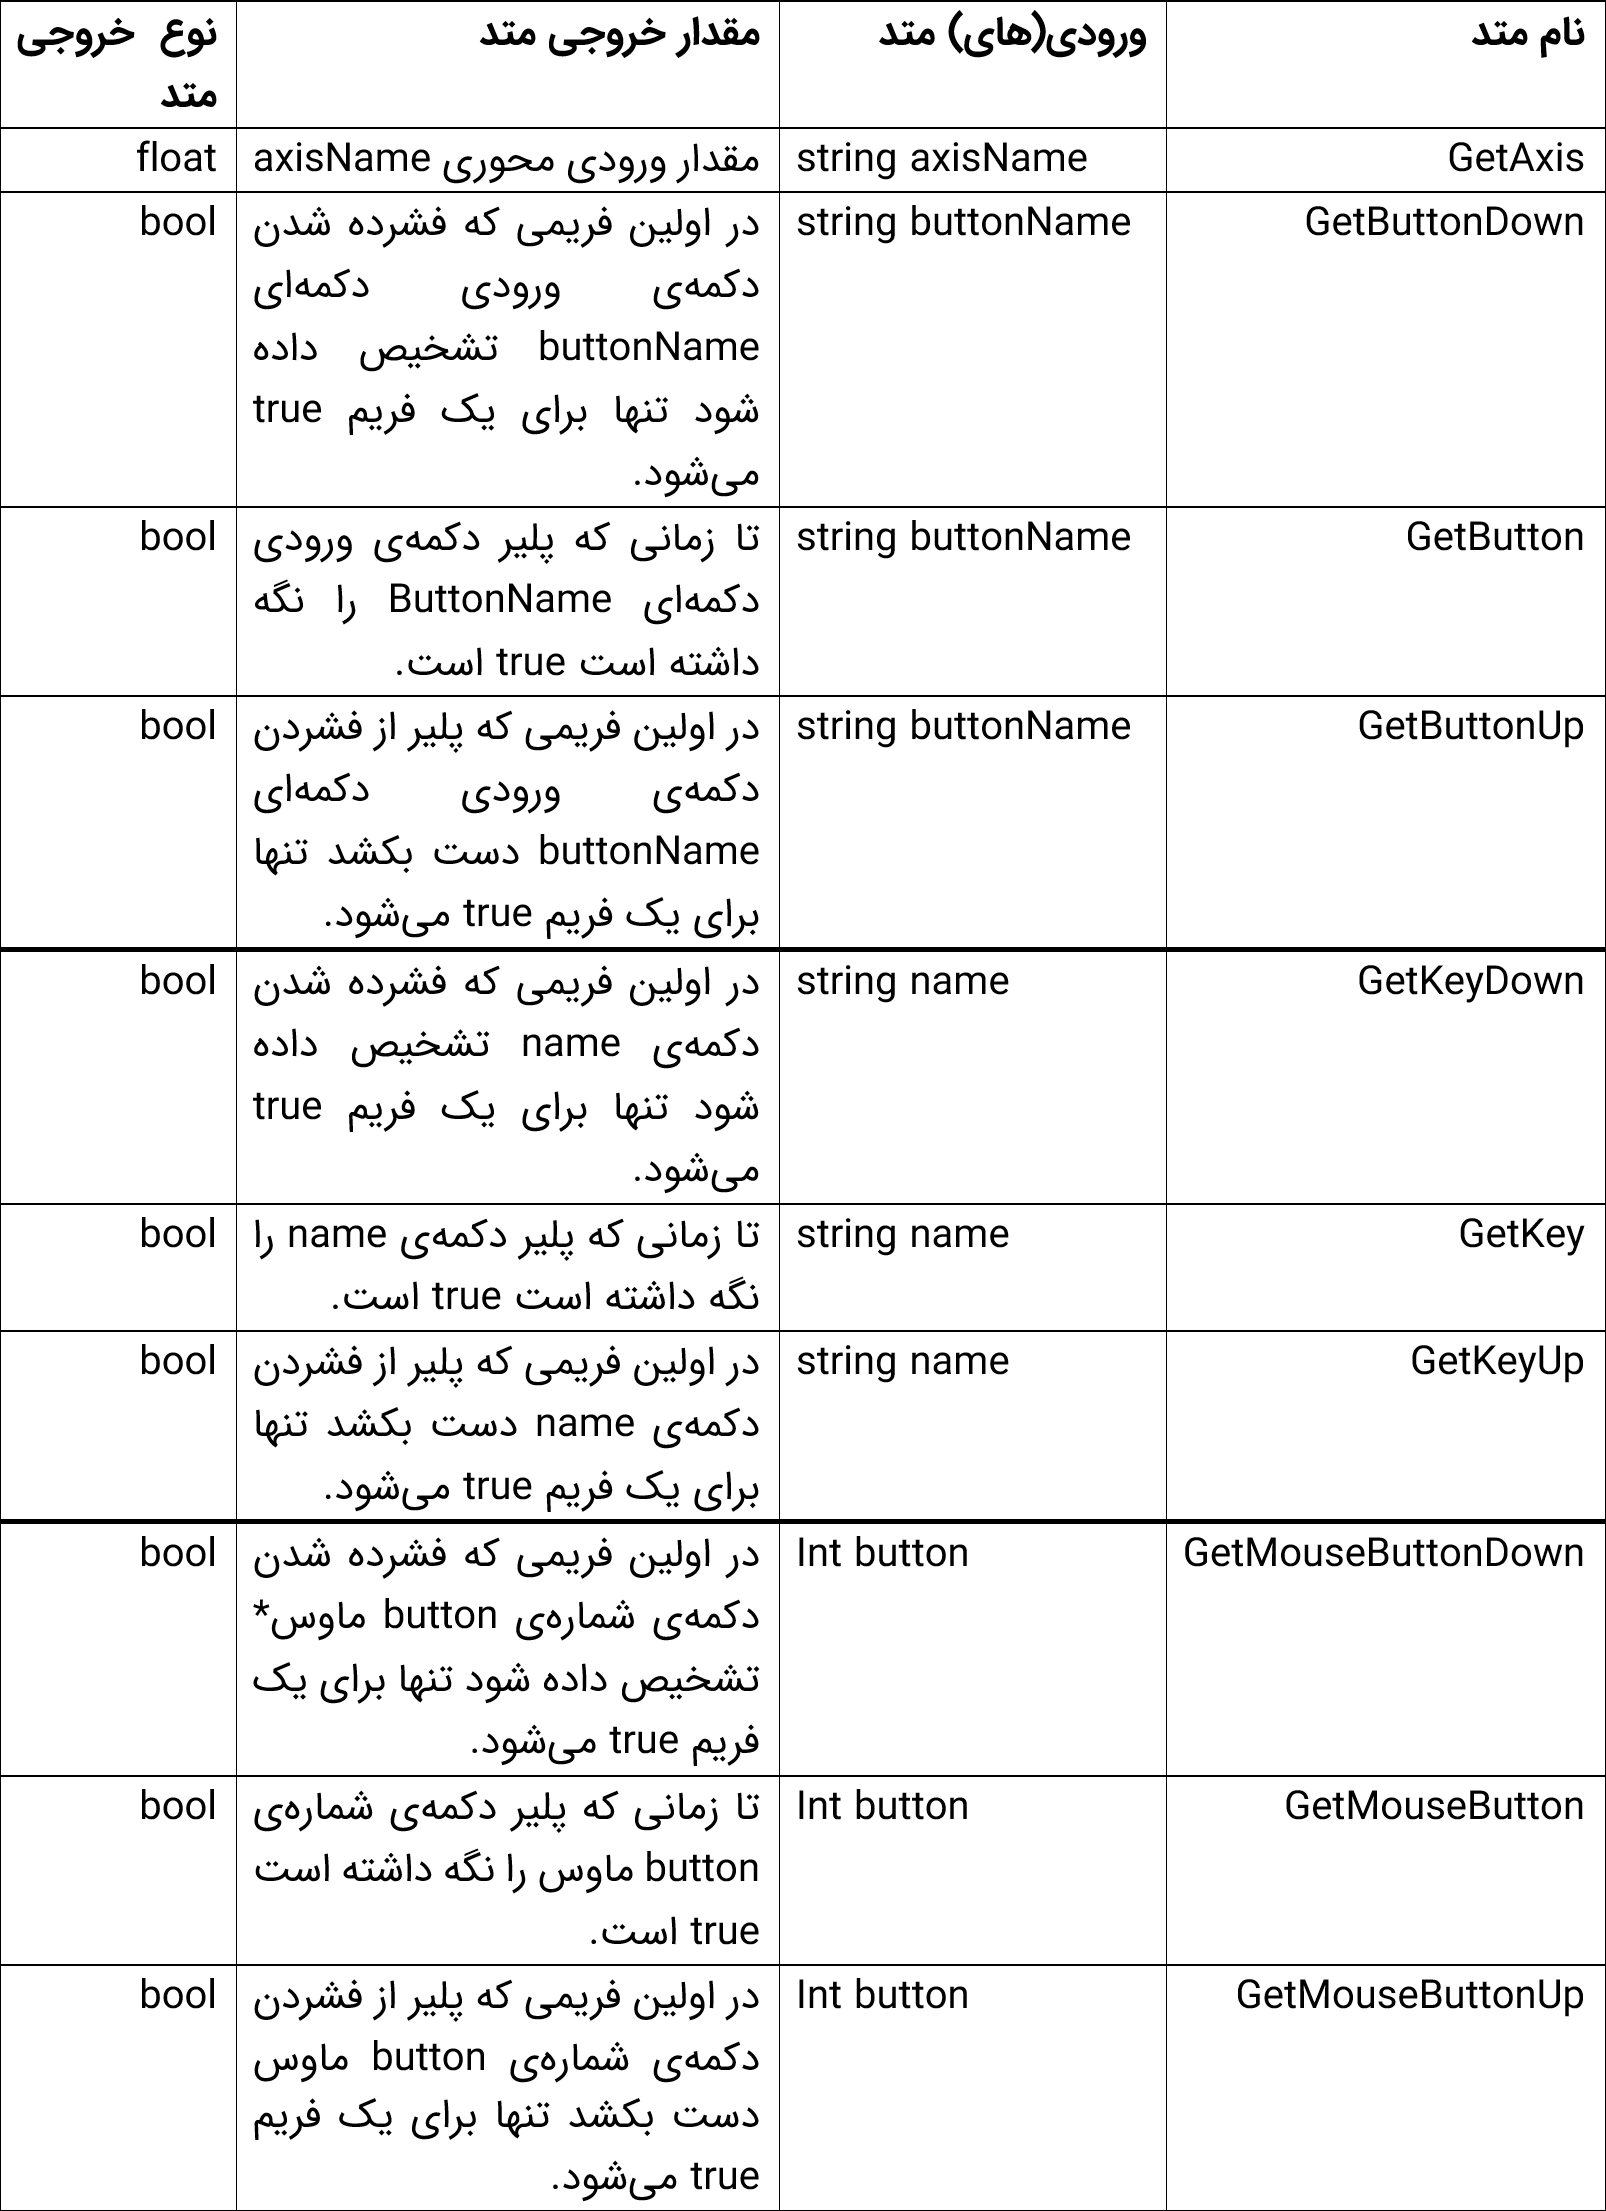 نام متد
ورودی(های) متد
مقدار خروجی متد
نوع خروجی
متد
GetAxis
string axisName
مقدار ورودی محوری axisName
float
GetButtonDown
string buttonName
در اولین فریمی که فشرده شدن
دکمه‌ی ورودی دکمه‌ای
buttonName تشخیص داده
شود تنها برای یک فریم true
می‌شود.
bool
GetButton
string buttonName
تا زمانی که پلیر دکمه‌ی ورودی
دکمه‌ای ButtonName را نگه
داشته است true است.
bool
GetButtonUp
string buttonName
در اولین فریمی که پلیر از فشردن
دکمه‌ی ورودی دکمه‌ای
buttonName دست بکشد تنها
برای یک فریم true می‌شود.
bool
GetKeyDown
string name
در اولین فریمی که فشرده شدن
دکمه‌ی name تشخیص داده
شود تنها برای یک فریم true
می‌شود.
bool
GetKey
string name
تا زمانی که پلیر دکمه‌ی name را
نگه داشته است true است.
bool
GetKeyUp
string name
در اولین فریمی که پلیر از فشردن
دکمه‌ی name دست بکشد تنها
برای یک فریم true می‌شود.
bool
GetMouseButtonDown
Int button
در اولین فریمی که فشرده شدن
دکمه‌ی شماره‌ی button ماوس*
تشخیص داده شود تنها برای یک
فریم true می‌شود.
bool
GetMouseButton
Int button
تا زمانی که پلیر دکمه‌ی شماره‌ی
button ماوس را نگه داشته است
true است.
bool
GetMouseButtonUp
Int button
در اولین فریمی که پلیر از فشردن
دکمه‌ی شماره‌ی button ماوس
دست بکشد تنها برای یک فریم
true می‌شود.
bool